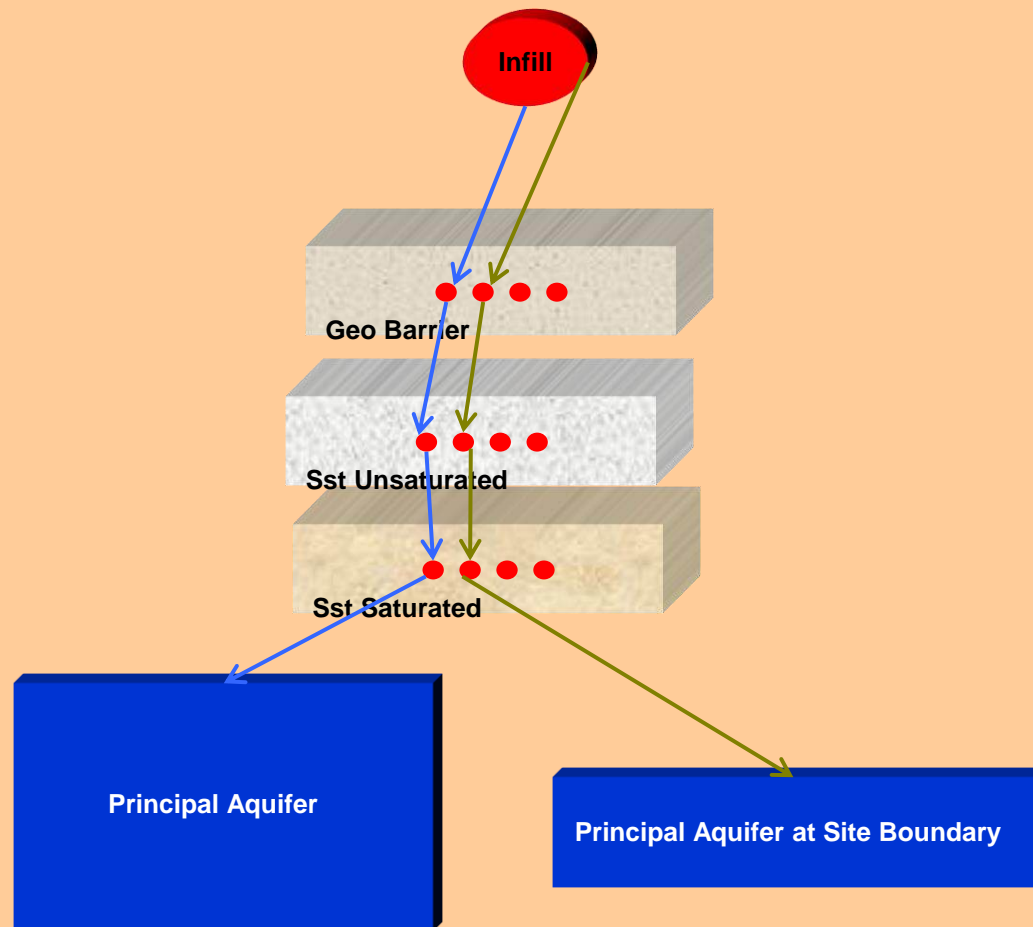 Infill
Geo Barrier
Sst Unsaturated
Sst Saturated
Principal Aquifer
Principal Aquifer at Site Boundary